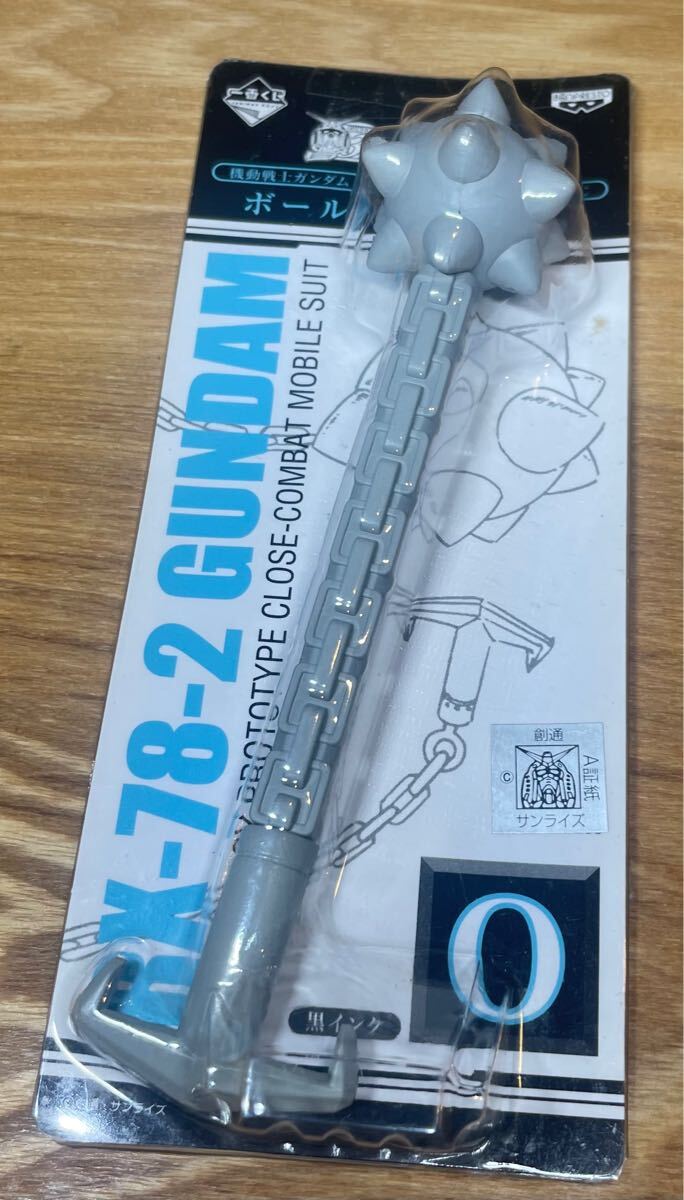 一番くじ
BANPRESTO
機動戦士ガンダム
ボール
RX-78-2 GUNDAM
PROTOTYPE CLOSE-COMBAT MOBILE SUIT
創通
A証紙
©
サンライズ
O
黒インク
サンライズ